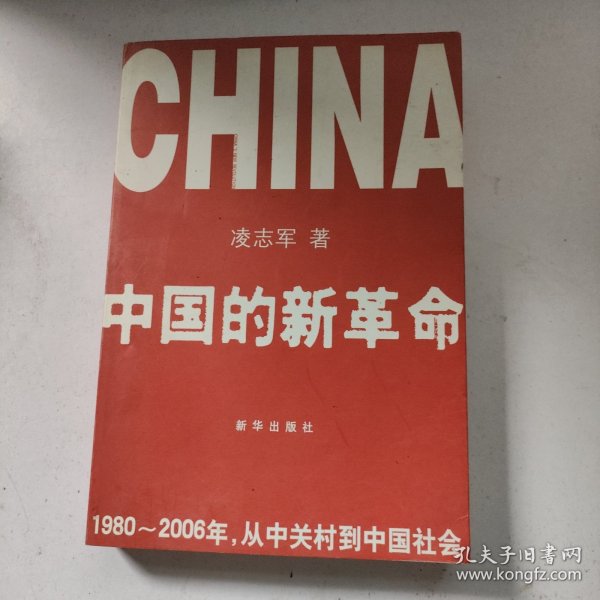 CHINA
凌志军 著
中国的新革命
新华出版社
1980～2006年，从中关村到中国社会
孔夫子旧书网
www.kongfz.com